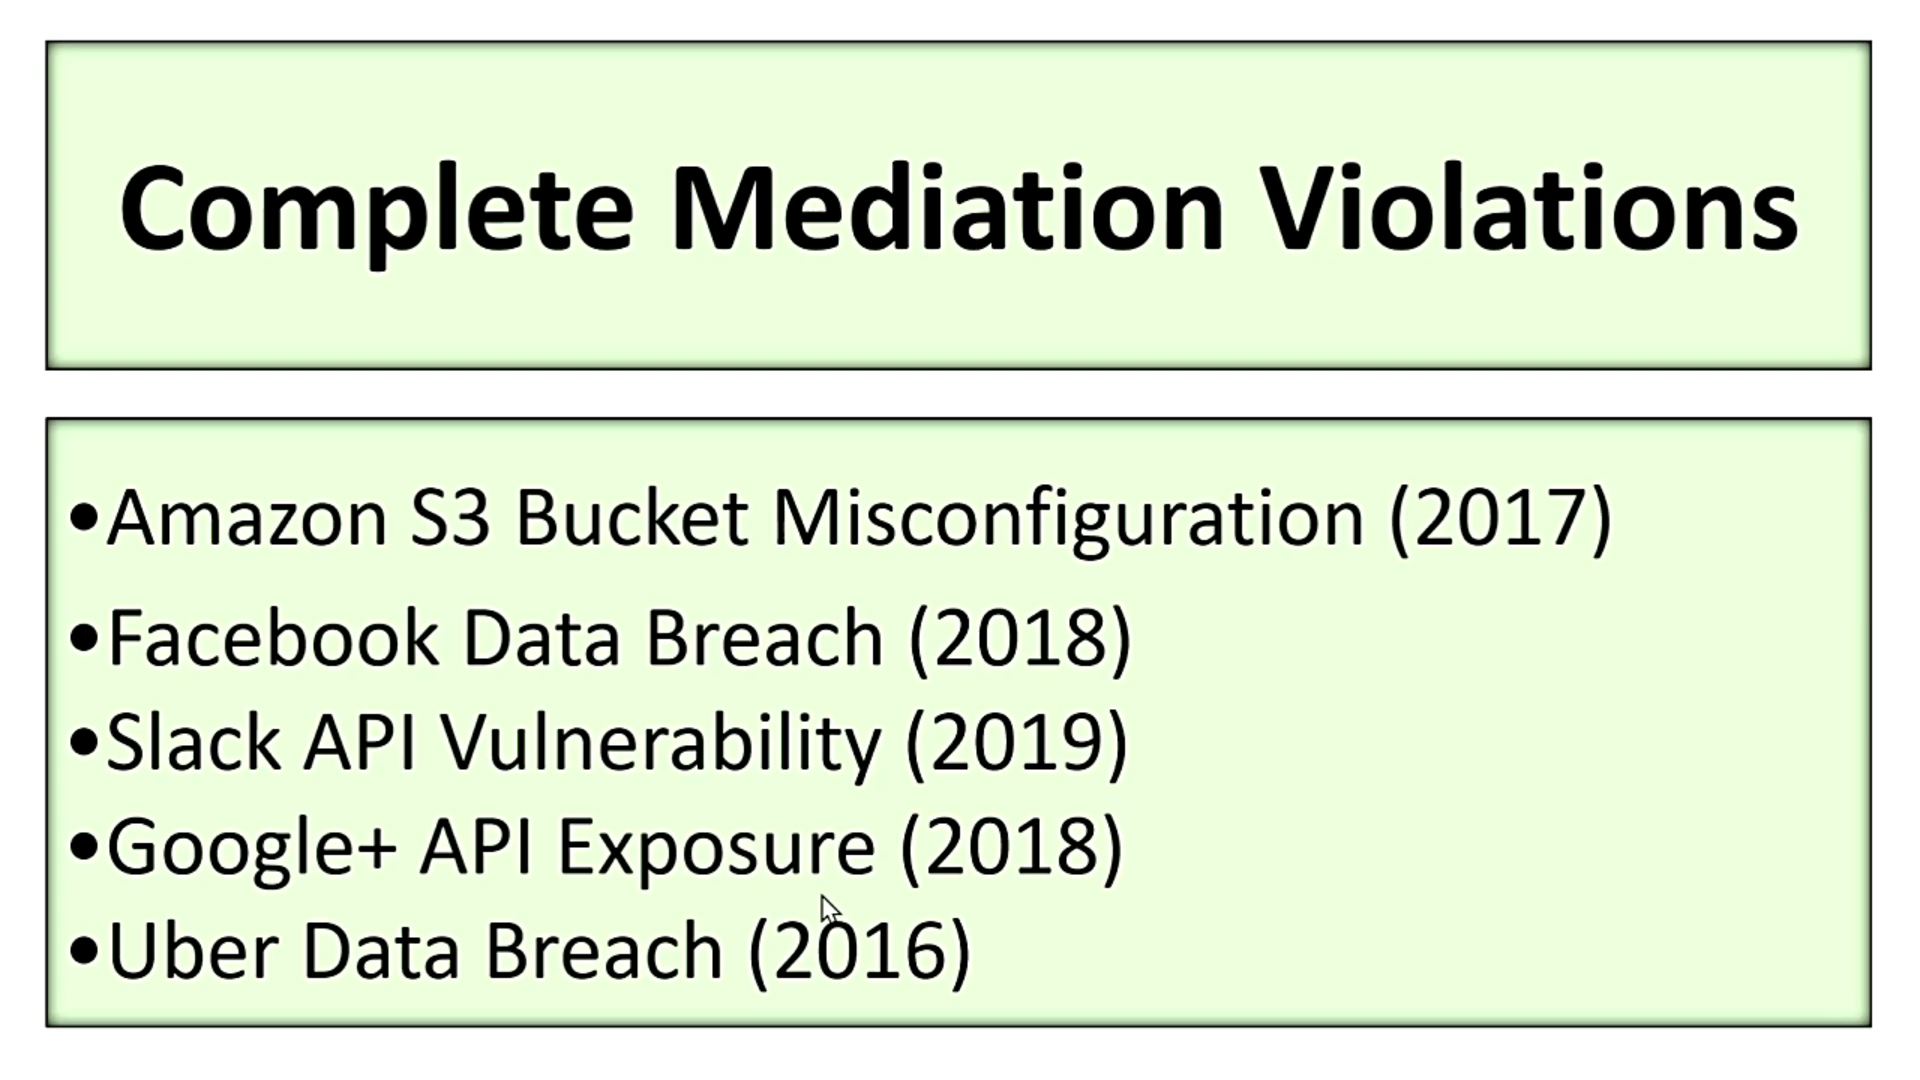 Complete Mediation Violations
•Amazon S3 Bucket Misconfiguration (2017)
•Facebook Data Breach (2018)
•Slack API Vulnerability (2019)
•Google+ API Exposure (2018)
•Uber Data Breach (2016)